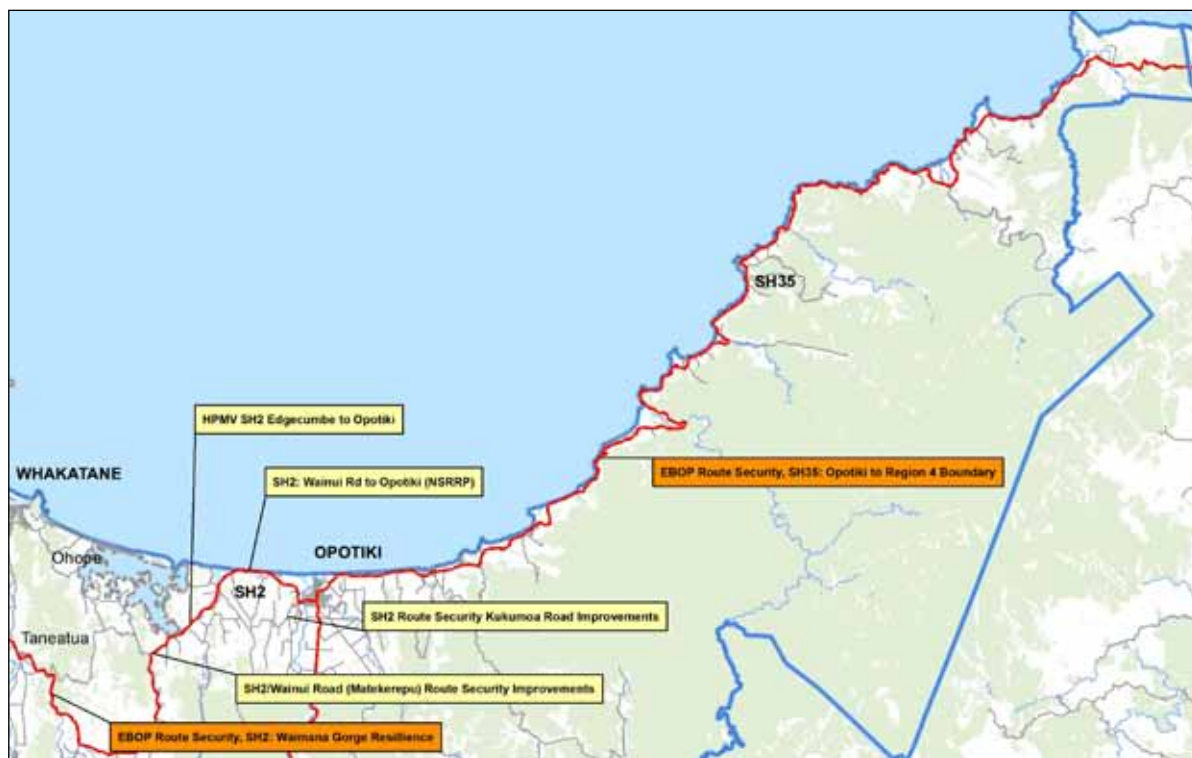 SH35
HPMV SH2 Edgecumbe to Opotiki
WHAKATANE
EBOP Route Security, SH35: Opotiki to Region 4 Boundary
SH2: Wainui Rd to Opotiki (NSRRP)
OPOTIKI
Ohope
SH2
SH2 Route Security Kukumoa Road Improvements
Taneatua
SH2/Wainui Road (Matekerepu) Route Security Improvements
EBOP Route Security, SH2: Waimana Gorge Resillience